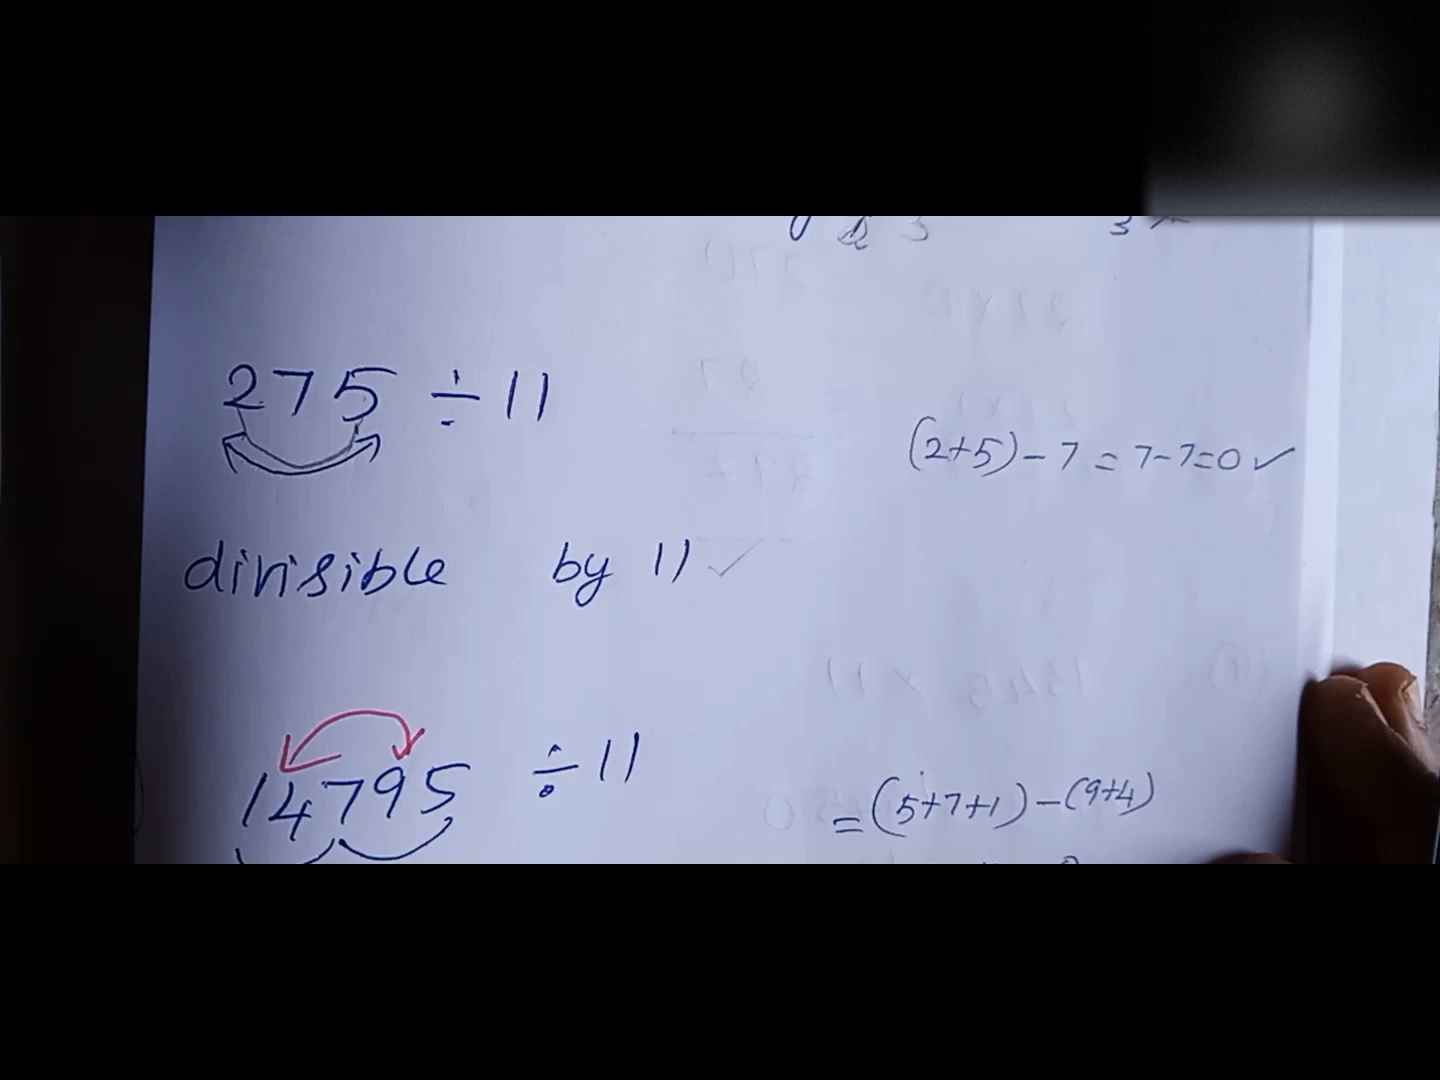 275 ÷ 11
(2+5) - 7 = 7-7=0 ✓
divisible by 11 ✓
14795 ÷ 11
= (5+7+1) - (9+4)